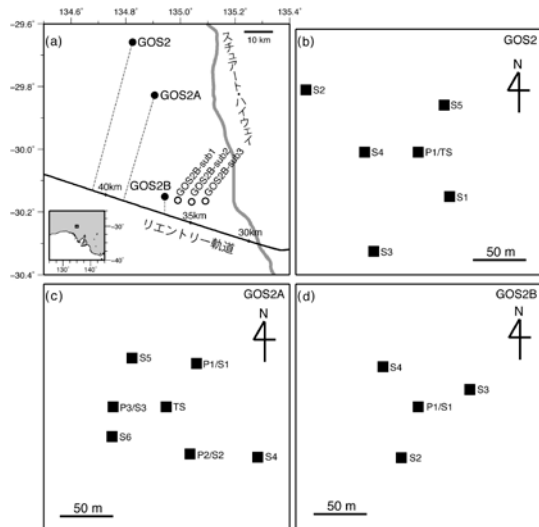 134.6 134.8 135.0 135.2 135.4
−29.6
−29.8
−30.0
−30.2
−30.4
(a)
10 km
GOS2
GOS2A
GOS2B
GOS2B-sub1
GOS2B-sub2
GOS2B-sub3
スチュアート・ハイウェイ
40km
35km
30km
リエントリー軌道
−30°
−40°
130° 140°
(b)
GOS2
N
S2
S5
S4
P1/TS
S1
S3
50 m
(c)
GOS2A
N
S5
P1/S1
P3/S3
TS
S6
P2/S2
S4
50 m
(d)
GOS2B
N
S4
S3
P1/S1
S2
50 m